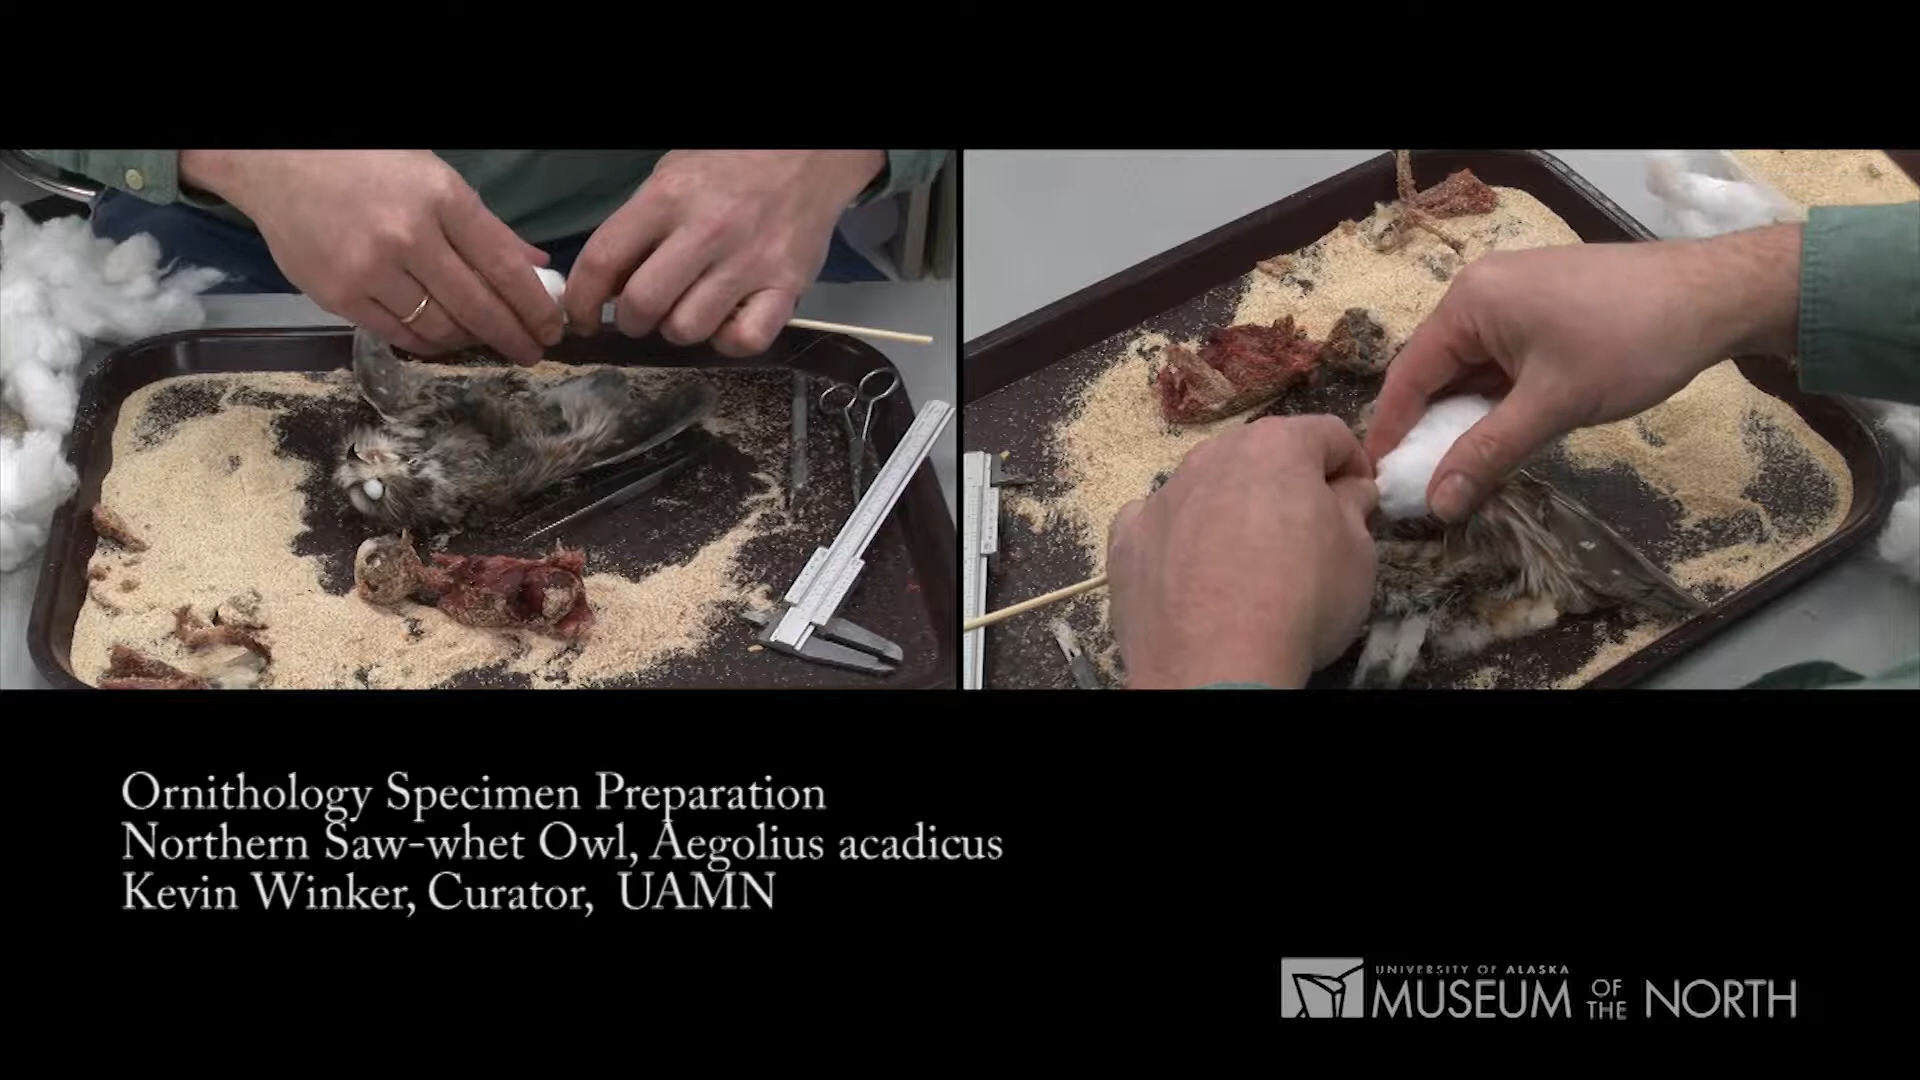 Ornithology Specimen Preparation
Northern Saw-whet Owl, Aegolius acadicus
Kevin Winker, Curator, UAMN
UNIVERSITY OF ALASKA
MUSEUM OF THE NORTH